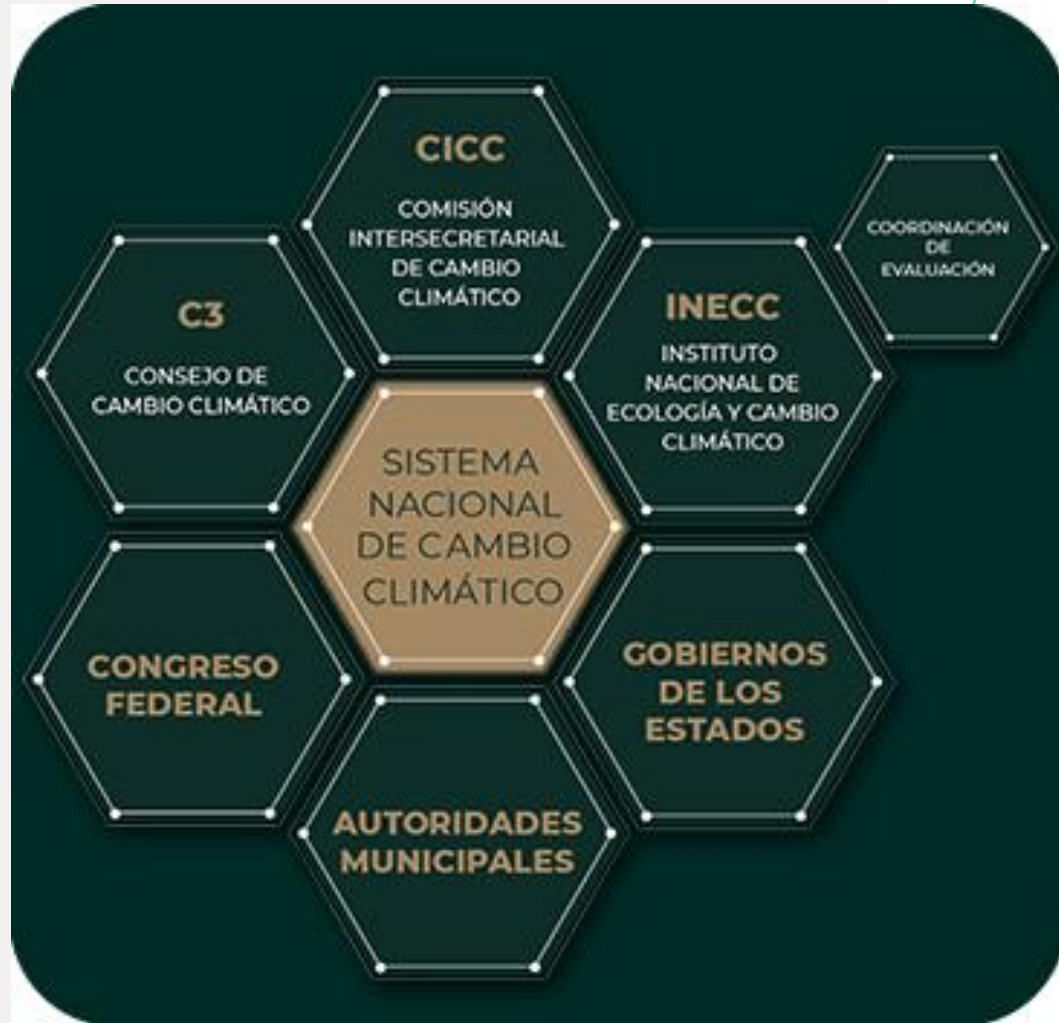 CICC
COMISIÓN
INTERSECRETARIAL
DE CAMBIO
CLIMÁTICO
COORDINACIÓN
DE
EVALUACIÓN
C3
CONSEJO DE
CAMBIO CLIMÁTICO
INECC
INSTITUTO
NACIONAL DE
ECOLOGÍA Y CAMBIO
CLIMÁTICO
SISTEMA
NACIONAL
DE CAMBIO
CLIMÁTICO
CONGRESO
FEDERAL
GOBIERNOS
DE LOS
ESTADOS
AUTORIDADES
MUNICIPALES